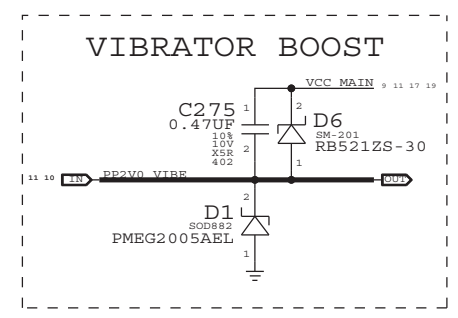 VIBRATOR BOOST
VCC_MAIN 9 11 17 19
1
2
C275
D6
0.47UF
SM-201
10%
RB521ZS-30
10V
2
X5R
1
402
11 10 IN PP2V0_VIBE OUT
2
D1
SOD882
PMEG2005AEL
1